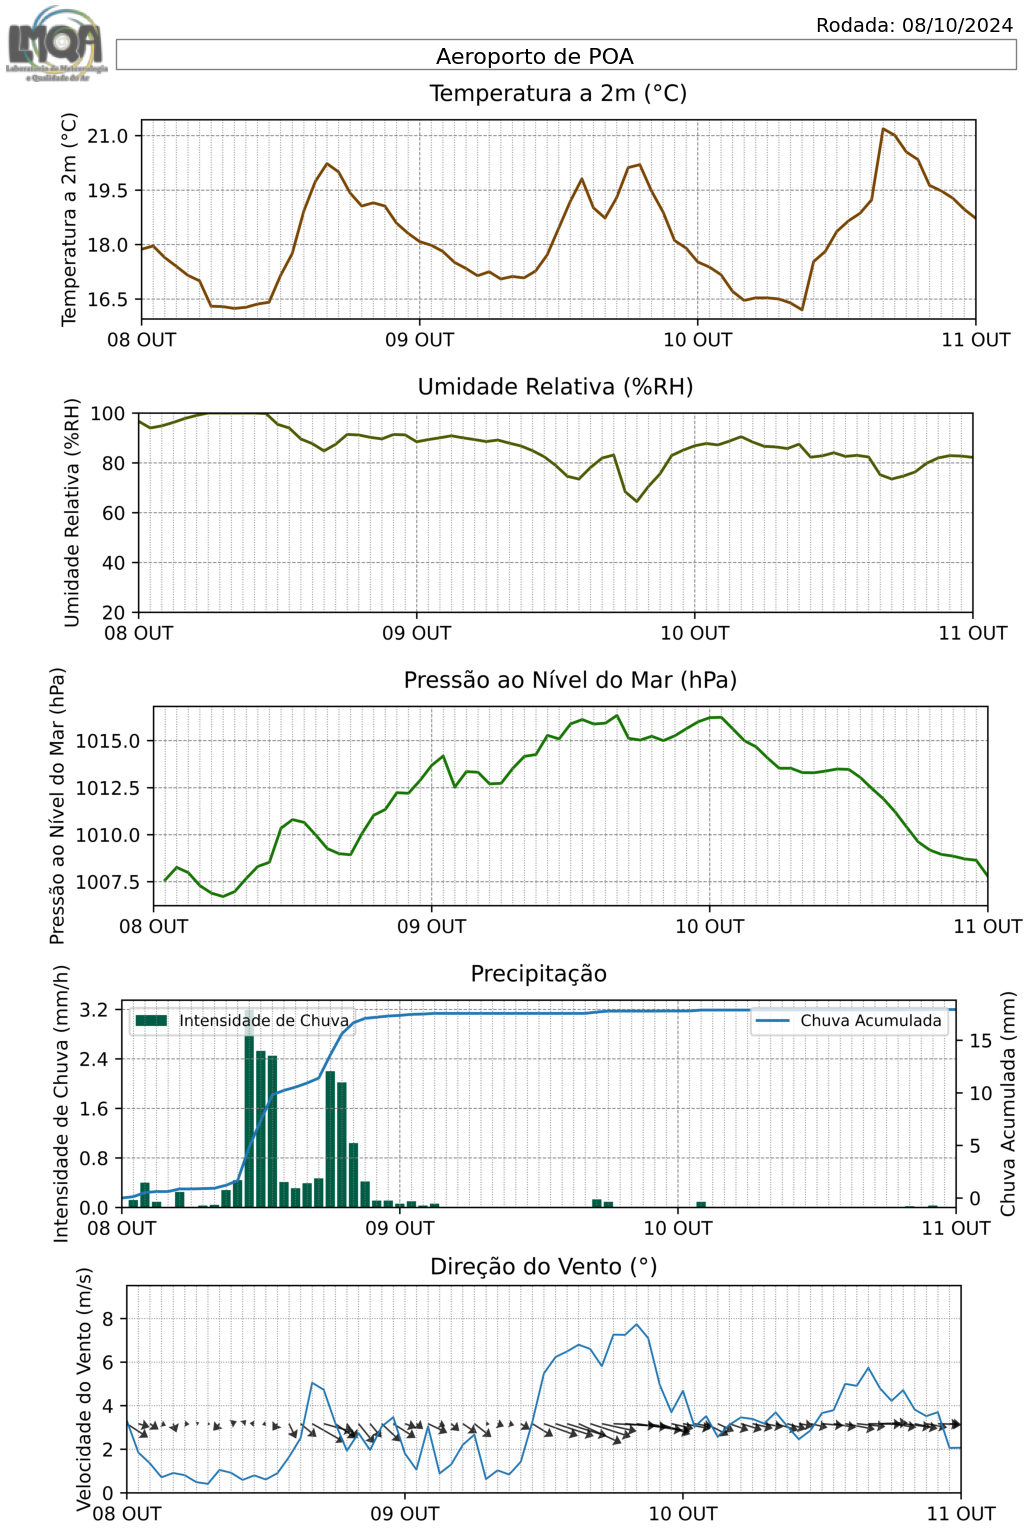 LMQA
Laboratório de Meteorologia
e Qualidade do Ar
Rodada: 08/10/2024
Aeroporto de POA
Temperatura a 2m (°C)
Temperatura a 2m (°C)
21.0
19.5
18.0
16.5
08 OUT 09 OUT 10 OUT 11 OUT
Umidade Relativa (%RH)
Umidade Relativa (%RH)
100
80
60
40
20
08 OUT 09 OUT 10 OUT 11 OUT
Pressão ao Nível do Mar (hPa)
Pressão ao Nível do Mar (hPa)
1015.0
1012.5
1010.0
1007.5
08 OUT 09 OUT 10 OUT 11 OUT
Precipitação
Intensidade de Chuva (mm/h)
3.2
2.4
1.6
0.8
0.0
Intensidade de Chuva
Chuva Acumulada
15
10
5
0
Chuva Acumulada (mm)
08 OUT 09 OUT 10 OUT 11 OUT
Direção do Vento (°)
Velocidade do Vento (m/s)
8
6
4
2
0
08 OUT 09 OUT 10 OUT 11 OUT